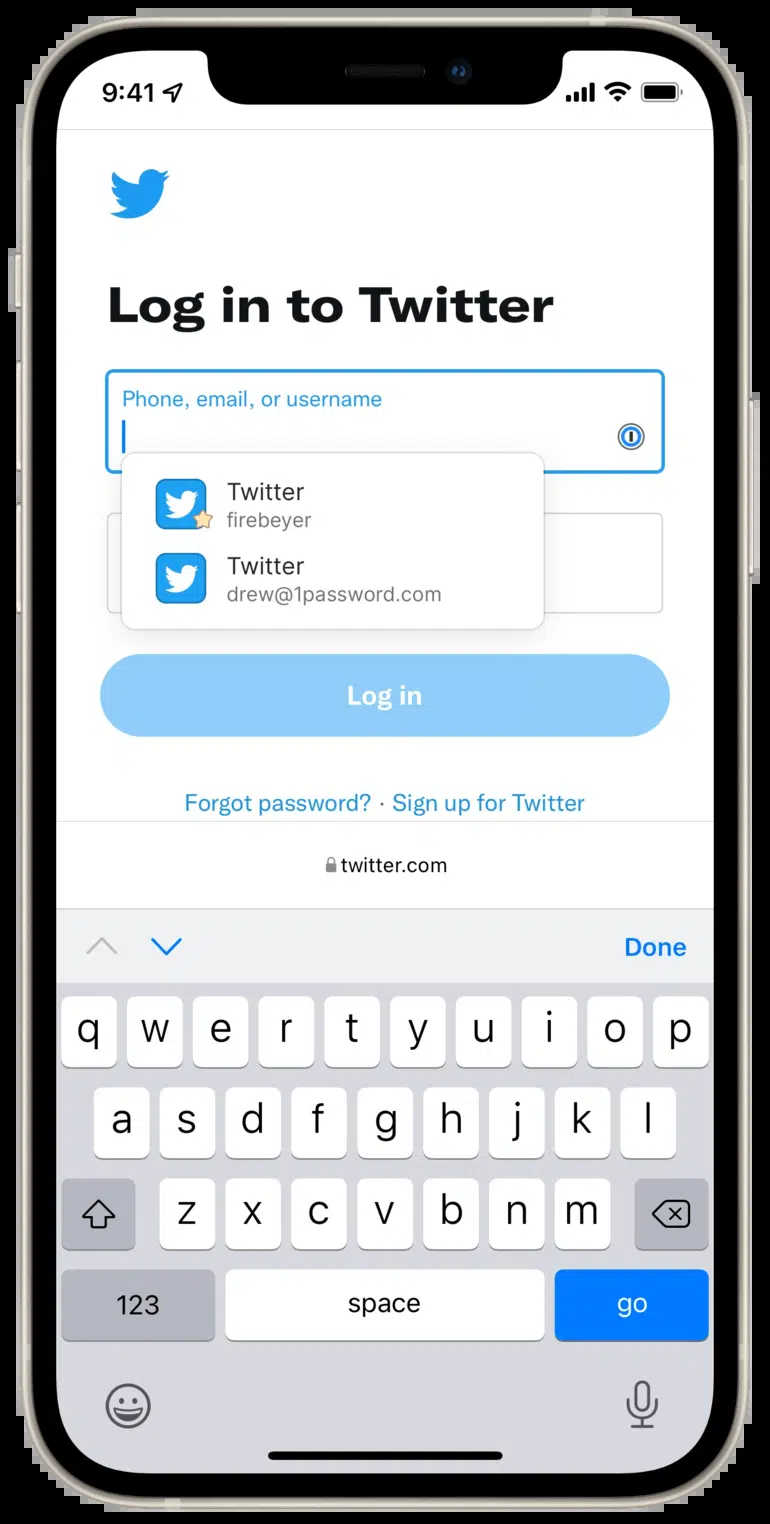 9:41
Log in to Twitter
Phone, email, or username
Twitter
firebeyer
Twitter
drew@1password.com
Log in
Forgot password? · Sign up for Twitter
twitter.com
Done
q w e r t y u i o p
a s d f g h j k l
z x c v b n m
123 space go